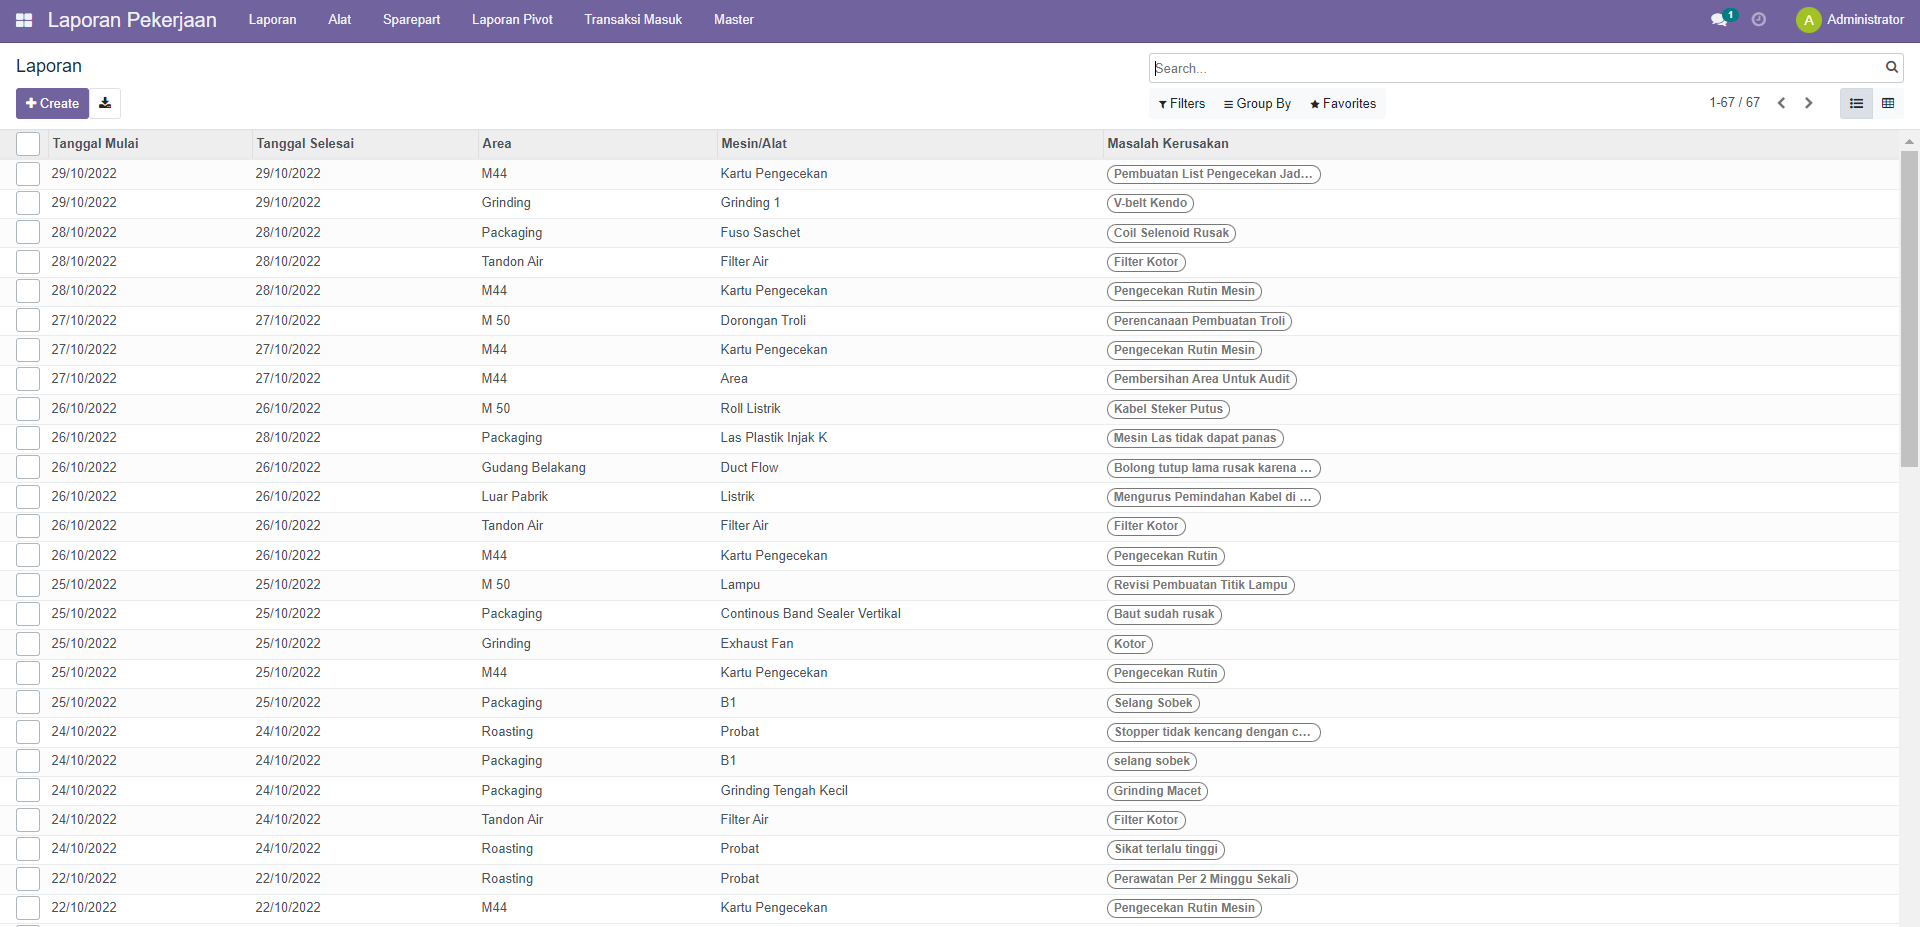 Laporan Pekerjaan Laporan Alat Sparepart Laporan Pivot Transaksi Masuk Master 1 A Administrator
Laporan
Search...
Create Filters Group By Favorites 1-67 / 67
Tanggal Mulai Tanggal Selesai Area Mesin/Alat Masalah Kerusakan
29/10/2022 29/10/2022 M44 Kartu Pengecekan Pembuatan List Pengecekan Jad...
29/10/2022 29/10/2022 Grinding Grinding 1 V-belt Kendo
28/10/2022 28/10/2022 Packaging Fuso Saschet Coil Selenoid Rusak
28/10/2022 28/10/2022 Tandon Air Filter Air Filter Kotor
28/10/2022 28/10/2022 M44 Kartu Pengecekan Pengecekan Rutin Mesin
27/10/2022 27/10/2022 M 50 Dorongan Troli Perencanaan Pembuatan Troli
27/10/2022 27/10/2022 M44 Kartu Pengecekan Pengecekan Rutin Mesin
27/10/2022 27/10/2022 M44 Area Pembersihan Area Untuk Audit
26/10/2022 26/10/2022 M 50 Roll Listrik Kabel Steker Putus
26/10/2022 28/10/2022 Packaging Las Plastik Injak K Mesin Las tidak dapat panas
26/10/2022 26/10/2022 Gudang Belakang Duct Flow Bolong tutup lama rusak karena ...
26/10/2022 26/10/2022 Luar Pabrik Listrik Mengurus Pemindahan Kabel di ...
26/10/2022 26/10/2022 Tandon Air Filter Air Filter Kotor
26/10/2022 26/10/2022 M44 Kartu Pengecekan Pengecekan Rutin
25/10/2022 25/10/2022 M 50 Lampu Revisi Pembuatan Titik Lampu
25/10/2022 25/10/2022 Packaging Continous Band Sealer Vertikal Baut sudah rusak
25/10/2022 25/10/2022 Grinding Exhaust Fan Kotor
25/10/2022 25/10/2022 M44 Kartu Pengecekan Pengecekan Rutin
25/10/2022 25/10/2022 Packaging B1 Selang Sobek
24/10/2022 24/10/2022 Roasting Probat Stopper tidak kencang dengan c...
24/10/2022 24/10/2022 Packaging B1 selang sobek
24/10/2022 24/10/2022 Packaging Grinding Tengah Kecil Grinding Macet
24/10/2022 24/10/2022 Tandon Air Filter Air Filter Kotor
24/10/2022 24/10/2022 Roasting Probat Sikat terlalu tinggi
22/10/2022 22/10/2022 Roasting Probat Perawatan Per 2 Minggu Sekali
22/10/2022 22/10/2022 M44 Kartu Pengecekan Pengecekan Rutin Mesin